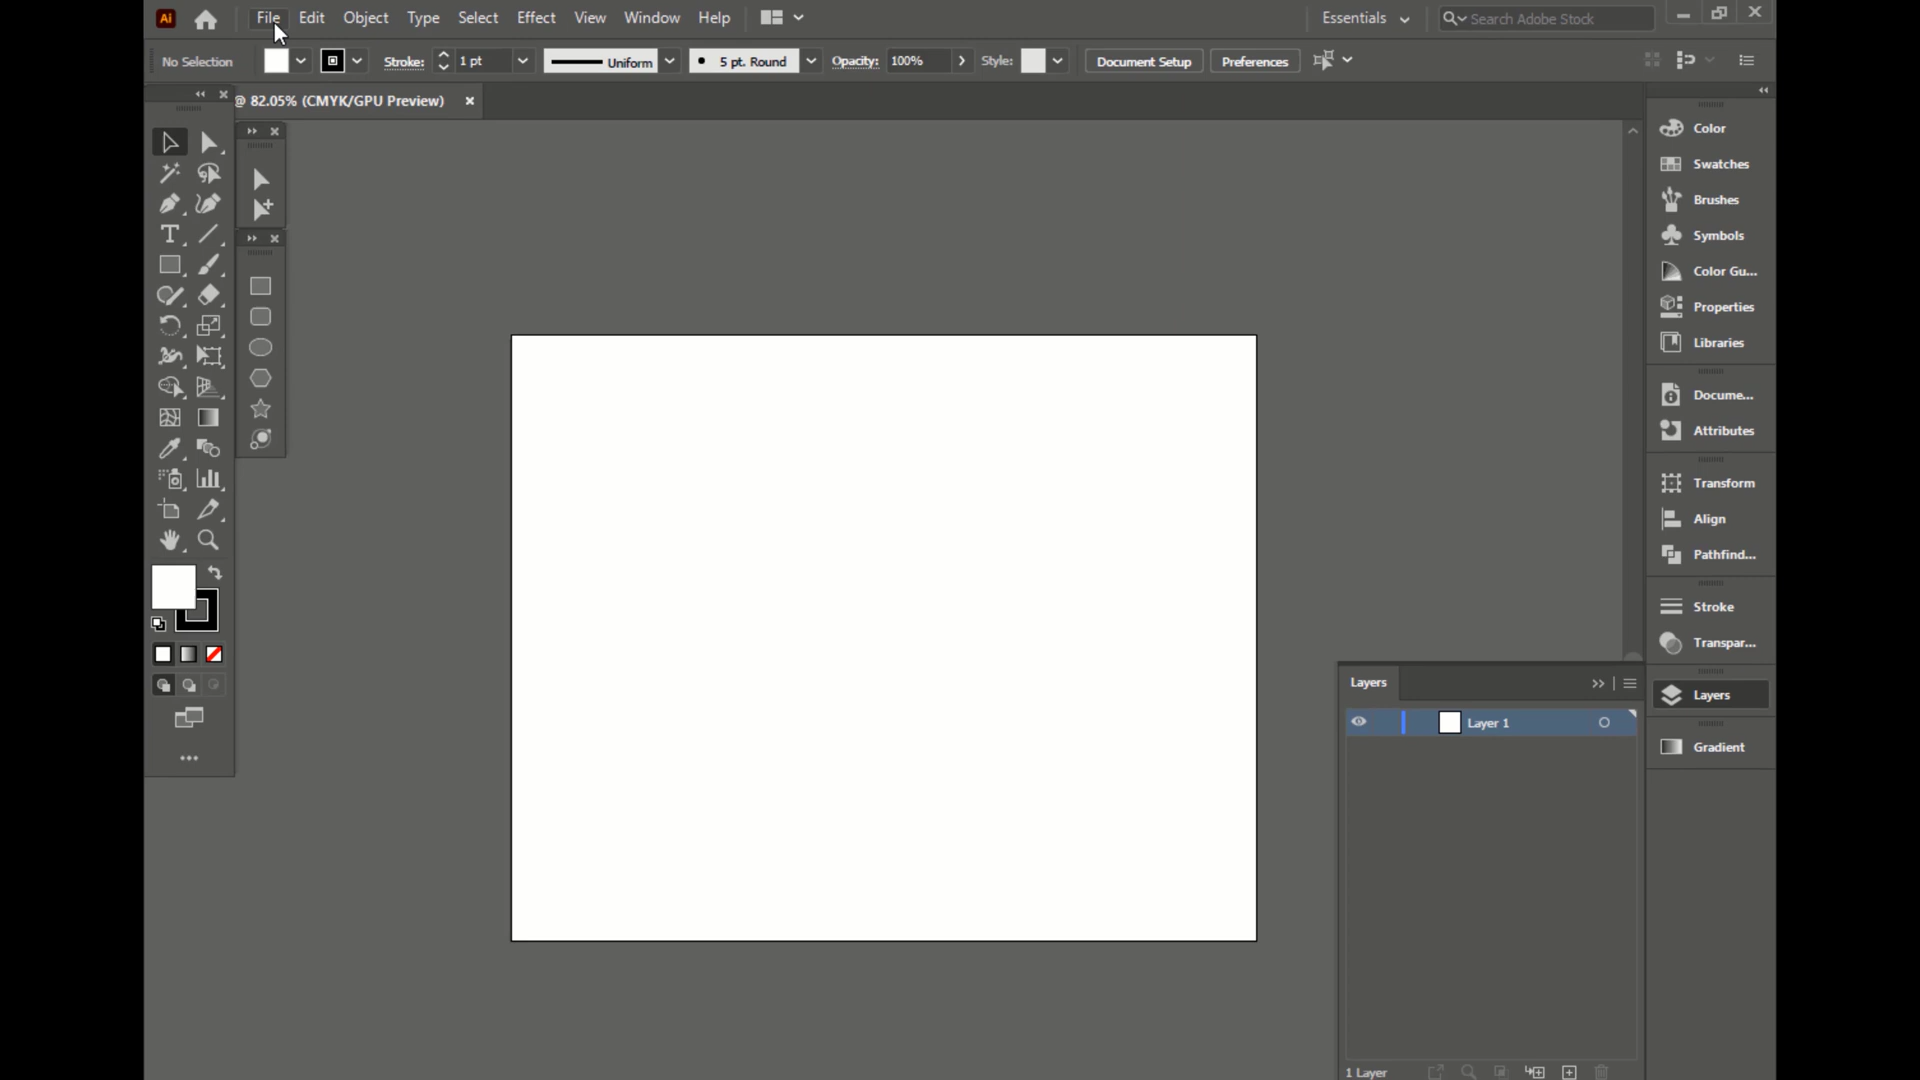 Ai File Edit Object Type Select Effect View Window Help Essentials Search Adobe Stock
No Selection Stroke: 1 pt Uniform 5 pt. Round Opacity: 100% Style: Document Setup Preferences
@ 82.05% (CMYK/GPU Preview)
Color
Swatches
Brushes
Symbols
Color Gu...
Properties
Libraries
Docume...
Attributes
Transform
Align
Pathfind...
Stroke
Transpar...
Layers
Gradient
Layers
Layer 1
1 Layer